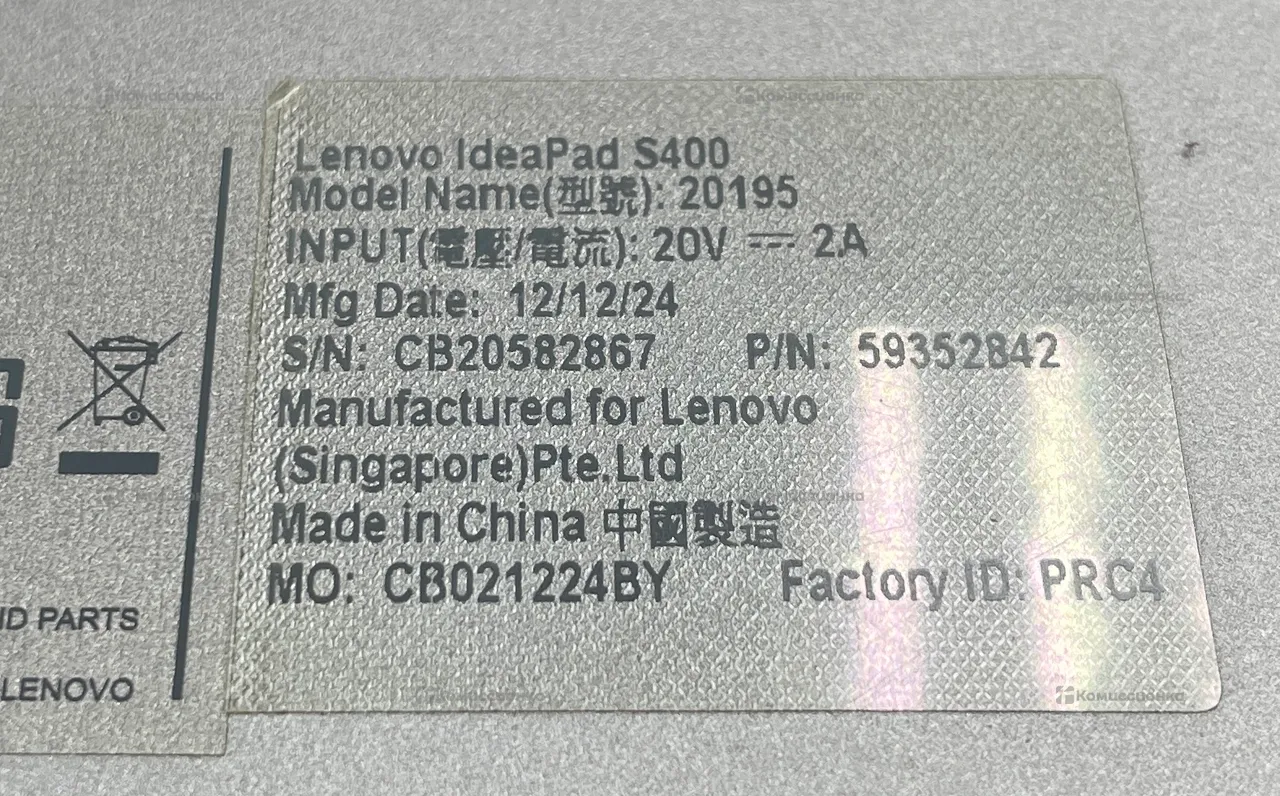 Lenovo IdeaPad S400
Model Name(型號): 20195
INPUT(電壓/電流): 20V ⎓ 2A
Mfg Date: 12/12/24
S/N: CB20582867 P/N: 59352842
Manufactured for Lenovo
(Singapore)Pte.Ltd
Made in China 中國製造
MO: CB021224BY Factory ID: PRC4
PARTS
LENOVO
Комиссионка